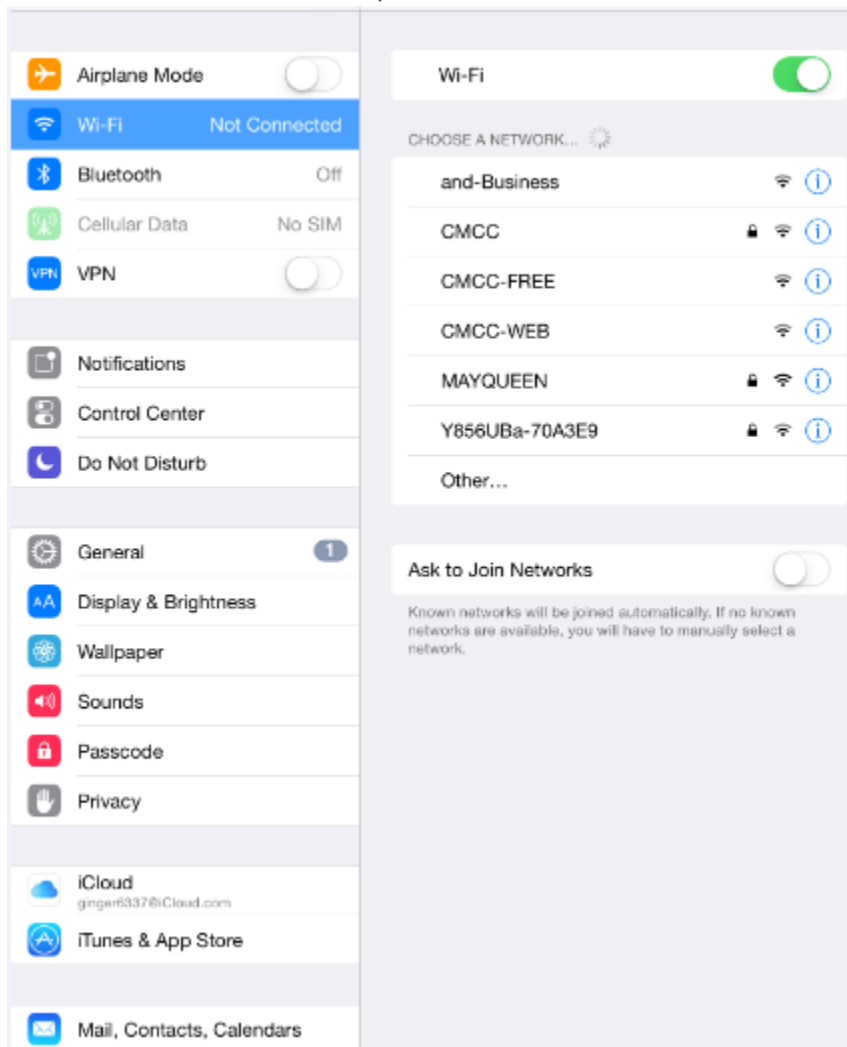 Airplane Mode
Wi-Fi Not Connected
Bluetooth Off
Cellular Data No SIM
VPN VPN
Notifications
Control Center
Do Not Disturb
General 1
AA Display & Brightness
Wallpaper
Sounds
Passcode
Privacy
iCloud
ginger6337@iCloud.com
iTunes & App Store
Mail, Contacts, Calendars
Wi-Fi
CHOOSE A NETWORK...
and-Business
CMCC
CMCC-FREE
CMCC-WEB
MAYQUEEN
Y856UBa-70A3E9
Other...
Ask to Join Networks
Known networks will be joined automatically. If no known
networks are available, you will have to manually select a
network.